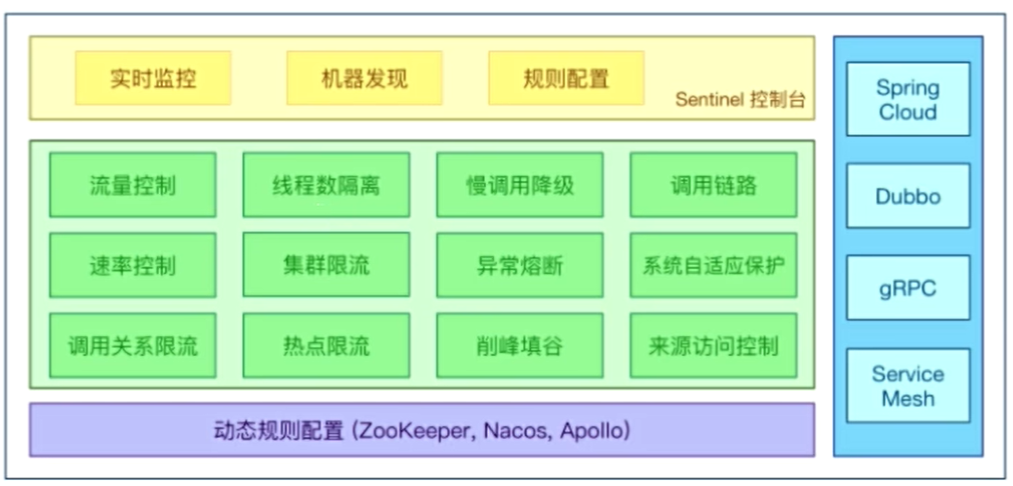 实时监控
机器发现
规则配置
Sentinel 控制台
流量控制
线程数隔离
慢调用降级
调用链路
速率控制
集群限流
异常熔断
系统自适应保护
调用关系限流
热点限流
削峰填谷
来源访问控制
动态规则配置 (ZooKeeper, Nacos, Apollo)
Spring
Cloud
Dubbo
gRPC
Service
Mesh